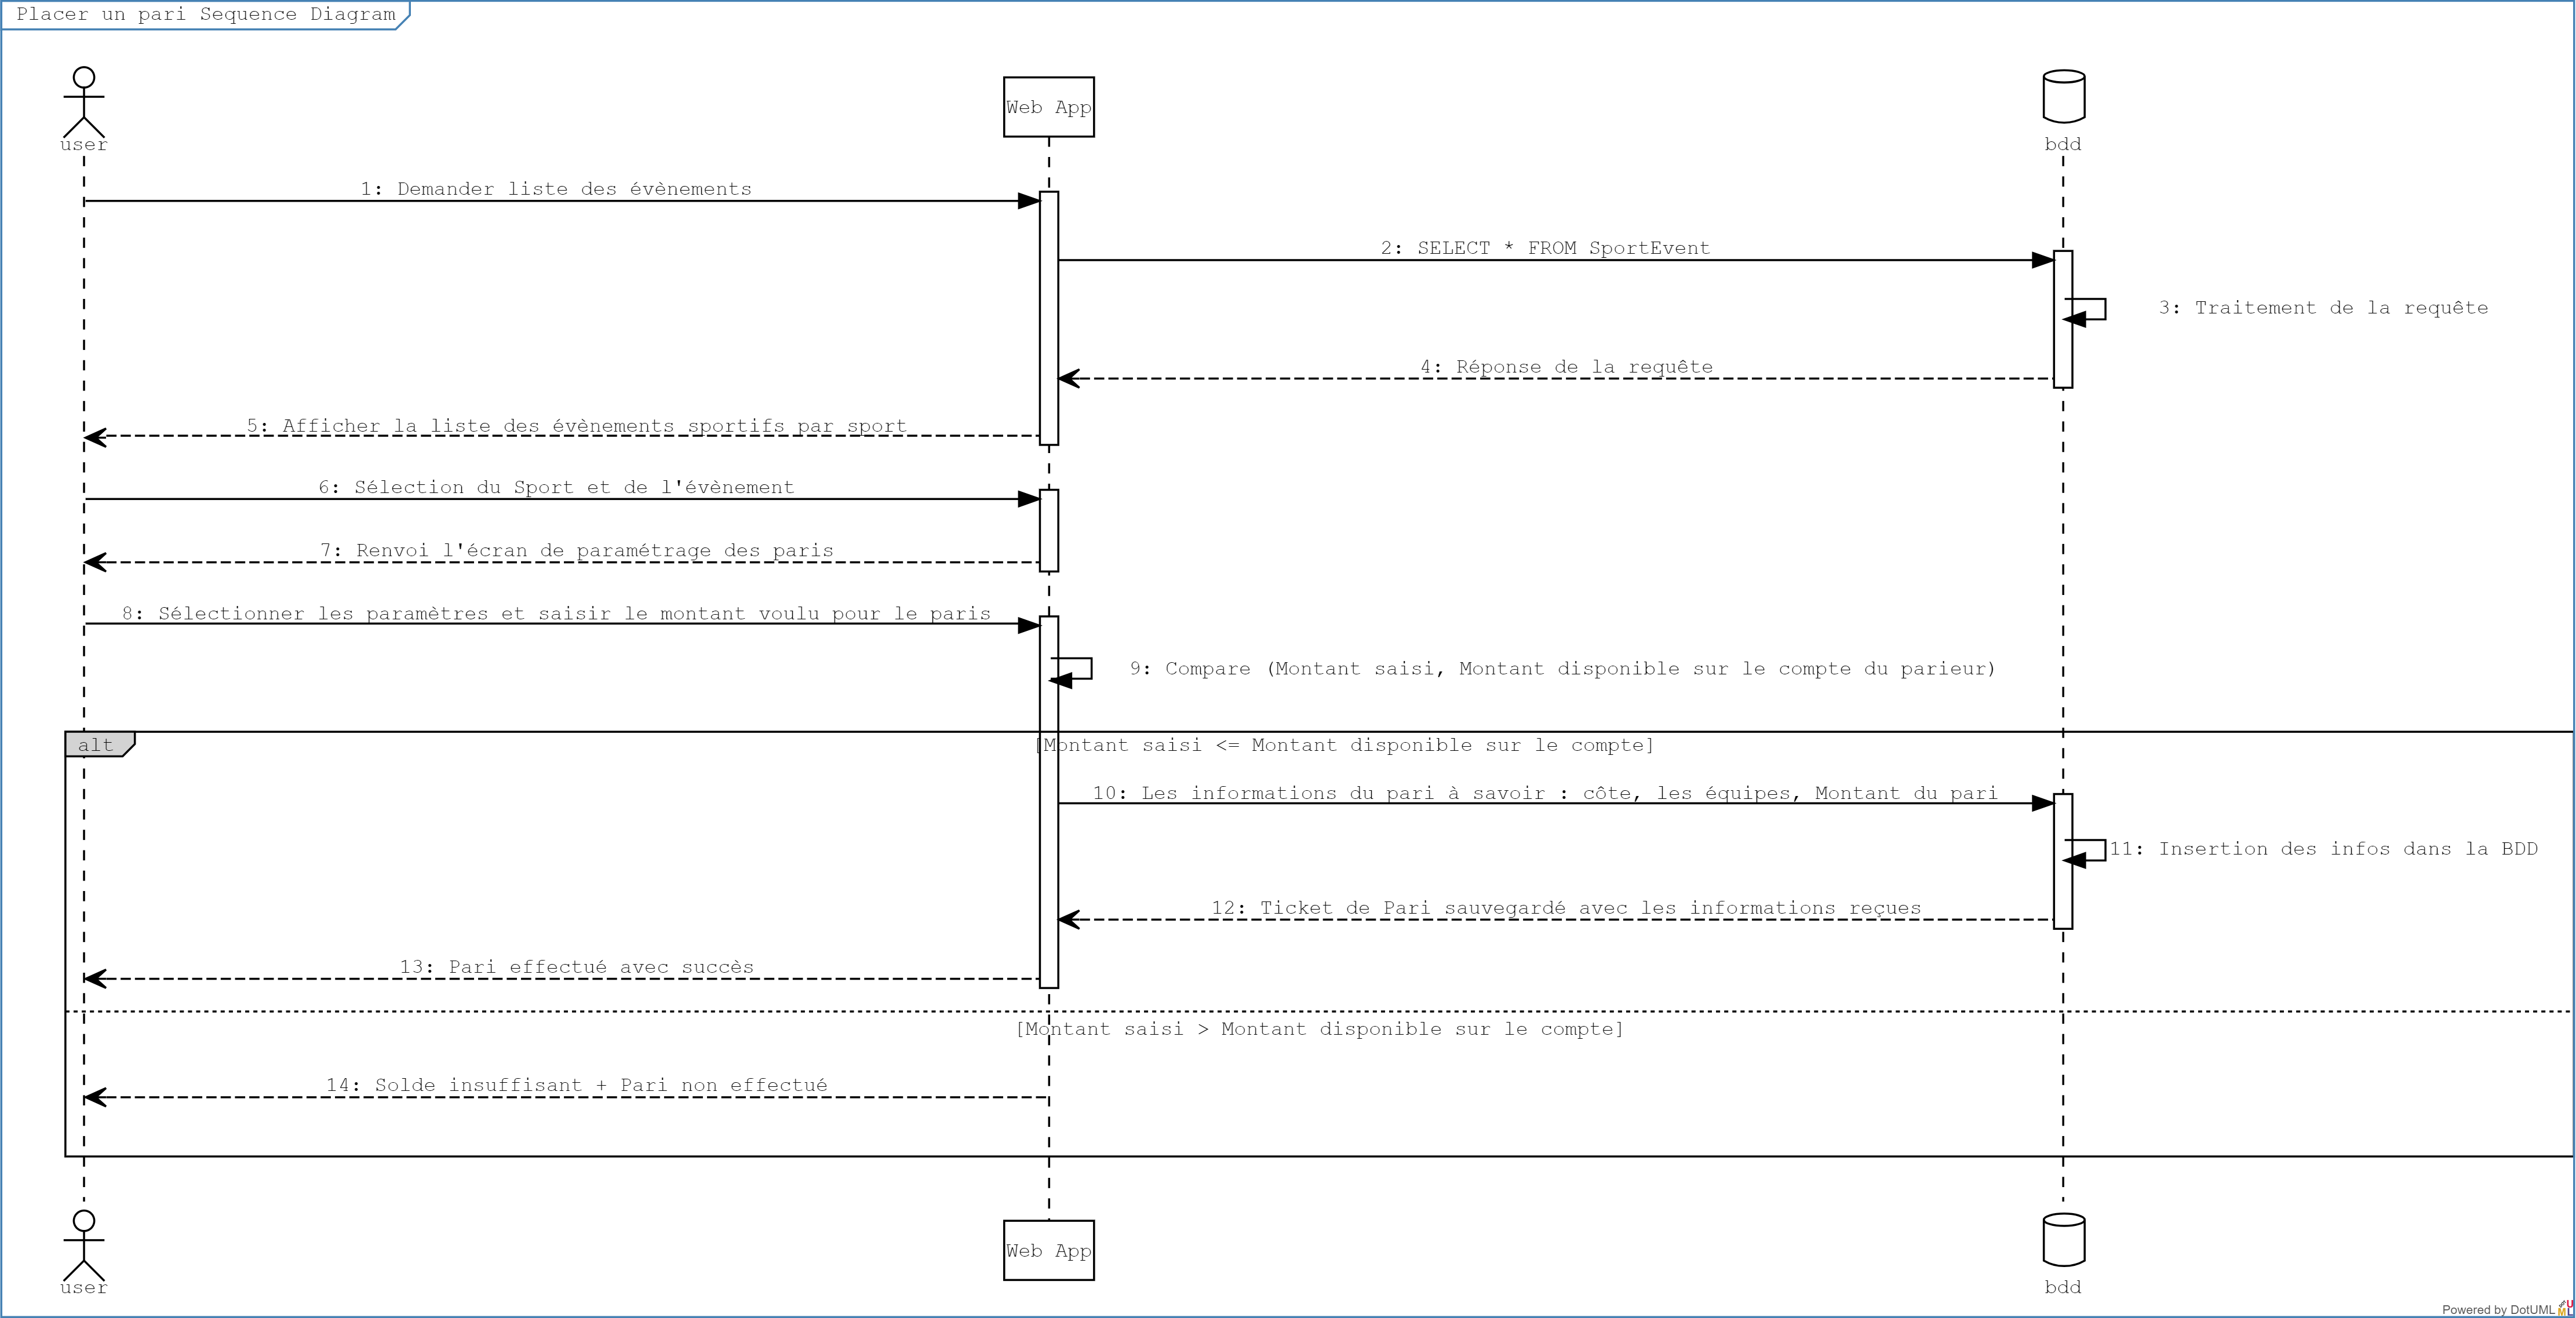 Placer un pari Sequence Diagram
user
Web App
bdd
1: Demander liste des évènements
2: SELECT * FROM SportEvent
3: Traitement de la requête
4: Réponse de la requête
5: Afficher la liste des évènements sportifs par sport
6: Sélection du Sport et de l'évènement
7: Renvoi l'écran de paramétrage des paris
8: Sélectionner les paramètres et saisir le montant voulu pour le paris
9: Compare (Montant saisi, Montant disponible sur le compte du parieur)
alt
[Montant saisi <= Montant disponible sur le compte]
10: Les informations du pari à savoir : côte, les équipes, Montant du pari
11: Insertion des infos dans la BDD
12: Ticket de Pari sauvegardé avec les informations reçues
13: Pari effectué avec succès
[Montant saisi > Montant disponible sur le compte]
14: Solde insuffisant + Pari non effectué
user
Web App
bdd
Powered by DotUML